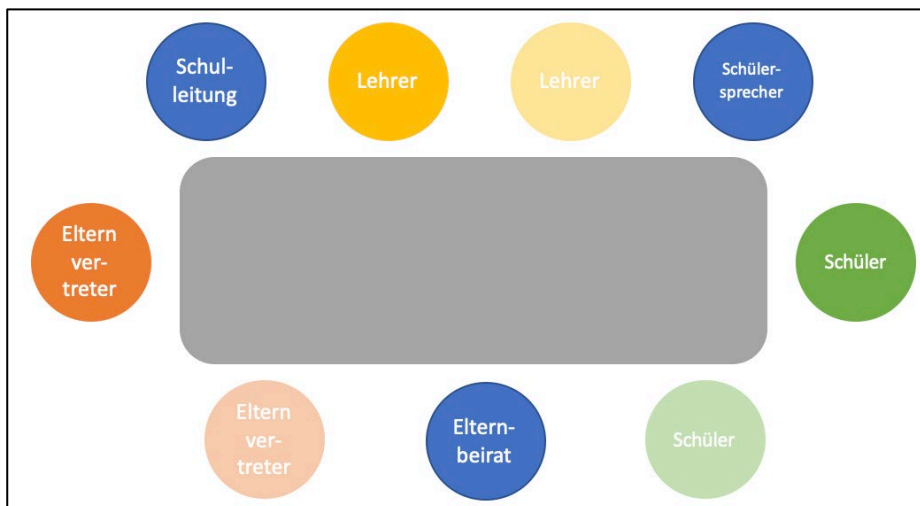 Schul-
leitung
Lehrer
Lehrer
Schüler-
sprecher
Eltern
ver-
treter
Schüler
Eltern
ver-
treter
Eltern-
beirat
Schüler